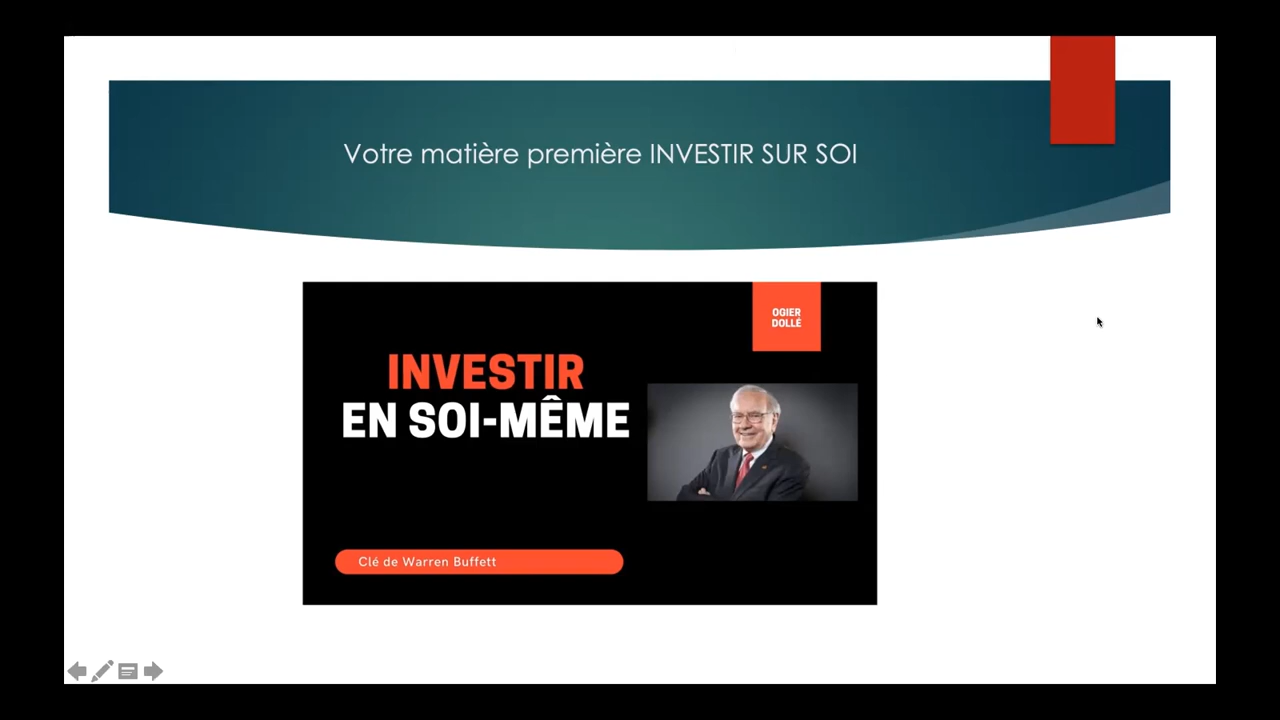 Votre matière première INVESTIR SUR SOI
OGIER
DOLLÉ
INVESTIR
EN SOI-MÊME
Clé de Warren Buffett